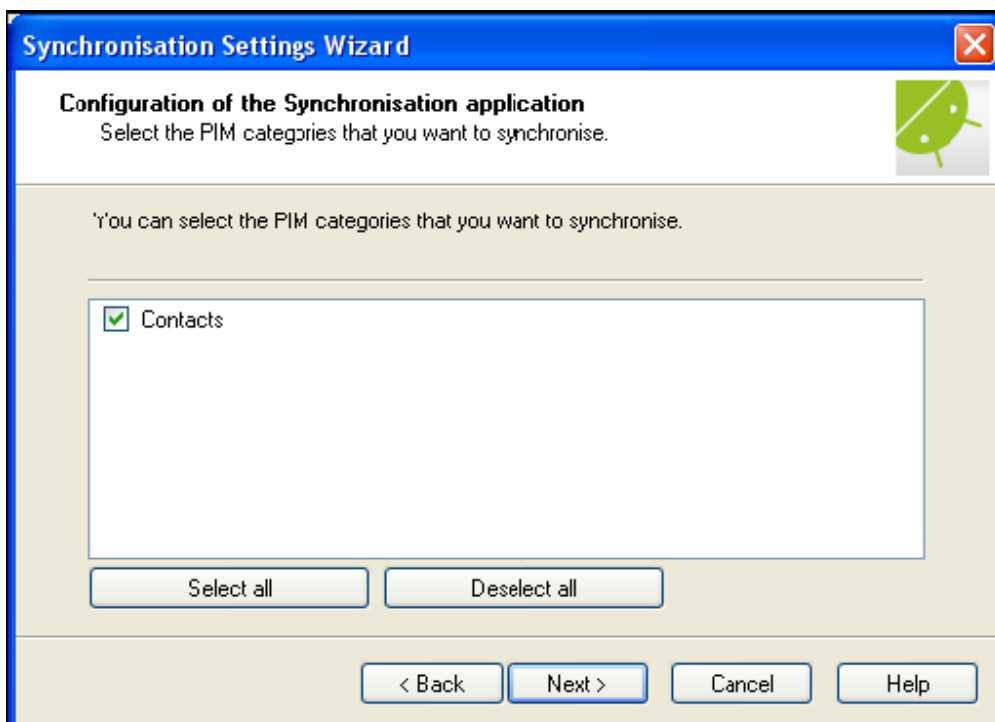 Synchronisation Settings Wizard
Configuration of the Synchronisation application
Select the PIM categories that you want to synchronise.
You can select the PIM categories that you want to synchronise.
Contacts
Select all
Deselect all
< Back
Next >
Cancel
Help